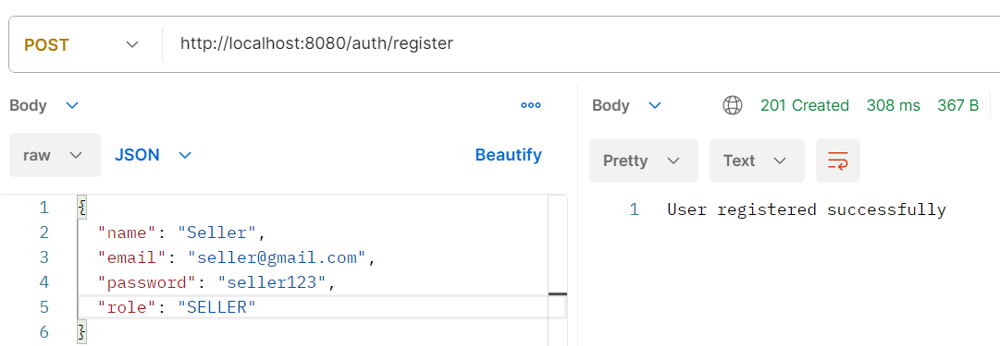 POST http://localhost:8080/auth/register
Body
raw JSON Beautify
1 {
2 "name": "Seller",
3 "email": "seller@gmail.com",
4 "password": "seller123",
5 "role": "SELLER"
6 }
Body 201 Created 308 ms 367 B
Pretty Text
1 User registered successfully